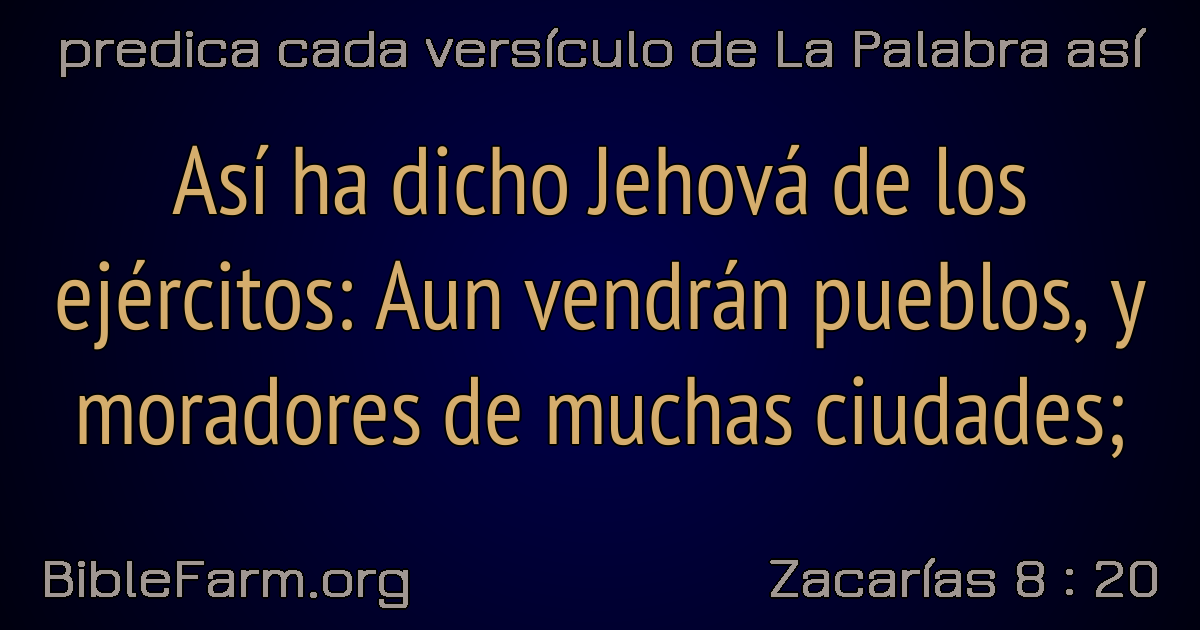 predica cada versículo de La Palabra así
Así ha dicho Jehová de los
ejércitos: Aun vendrán pueblos, y
moradores de muchas ciudades;
BibleFarm.org
Zacarías 8 : 20